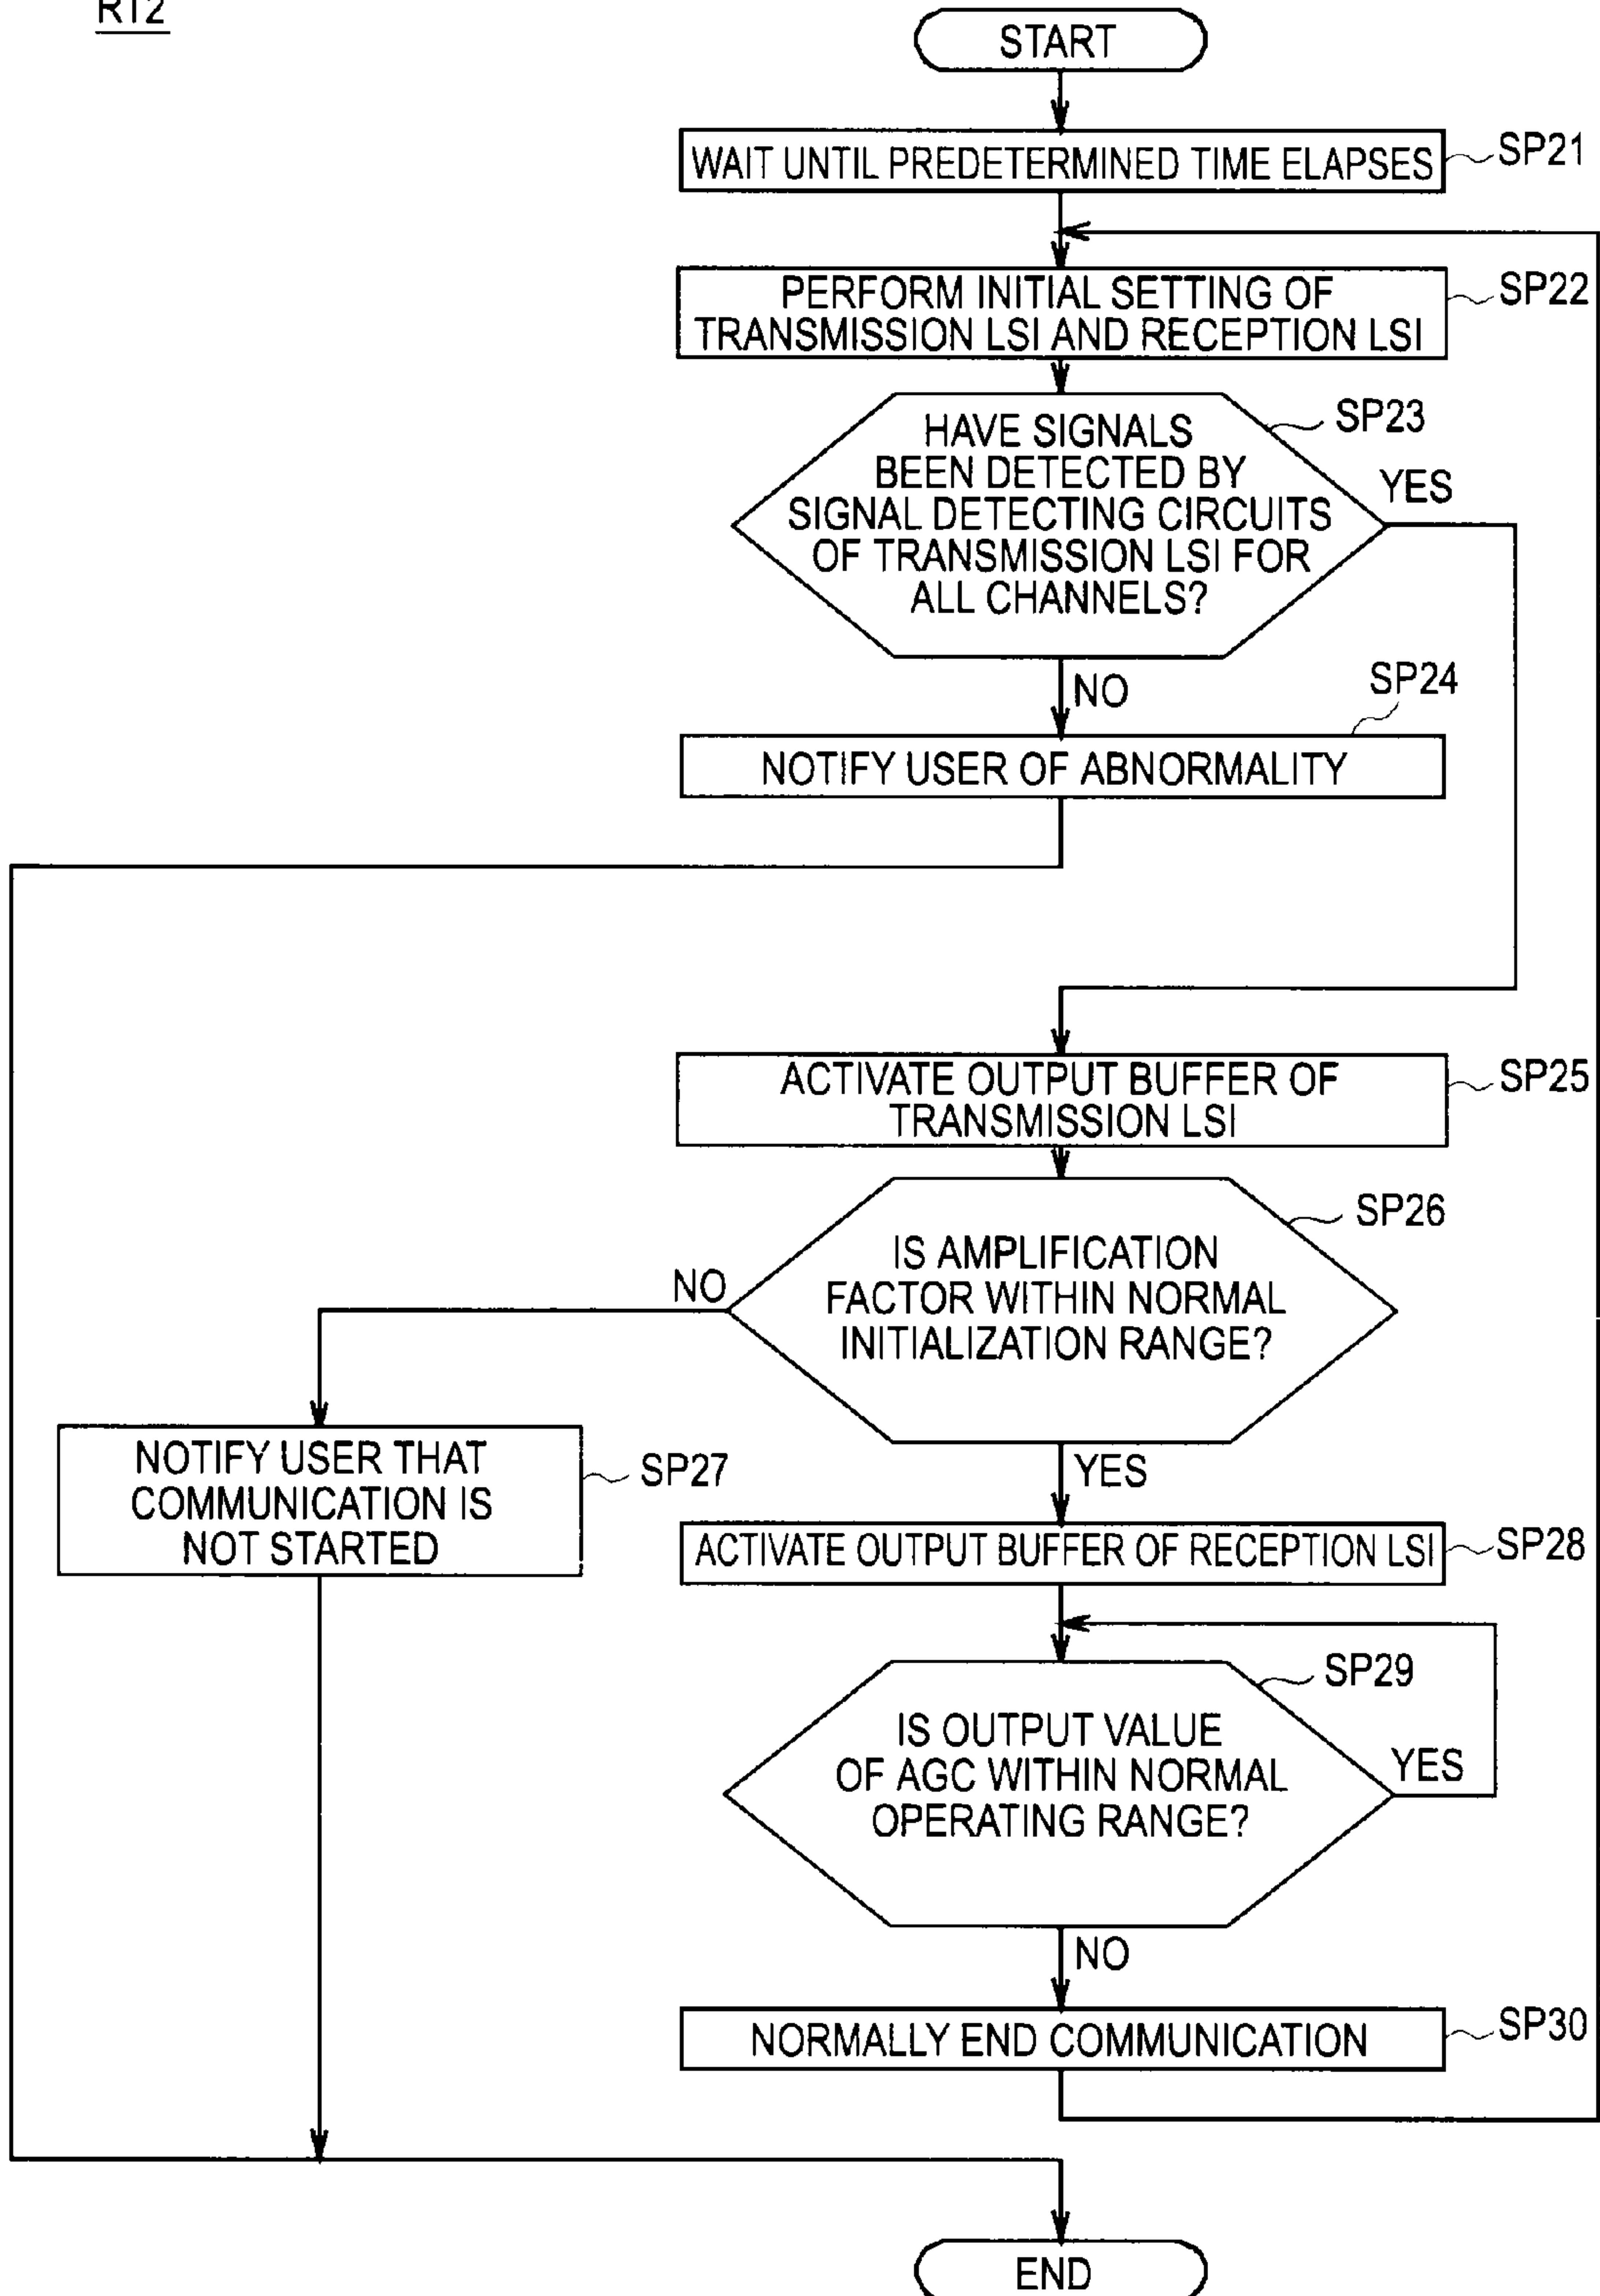 RT2
START
WAIT UNTIL PREDETERMINED TIME ELAPSES
SP21
PERFORM INITIAL SETTING OF
TRANSMISSION LSI AND RECEPTION LSI
SP22
HAVE SIGNALS
BEEN DETECTED BY
SIGNAL DETECTING CIRCUITS
OF TRANSMISSION LSI FOR
ALL CHANNELS?
SP23
YES
NO
SP24
NOTIFY USER OF ABNORMALITY
ACTIVATE OUTPUT BUFFER OF
TRANSMISSION LSI
SP25
IS AMPLIFICATION
FACTOR WITHIN NORMAL
INITIALIZATION RANGE?
SP26
NO
NOTIFY USER THAT
COMMUNICATION IS
NOT STARTED
SP27
YES
ACTIVATE OUTPUT BUFFER OF RECEPTION LSI
SP28
IS OUTPUT VALUE
OF AGC WITHIN NORMAL
OPERATING RANGE?
SP29
YES
NO
NORMALLY END COMMUNICATION
SP30
END